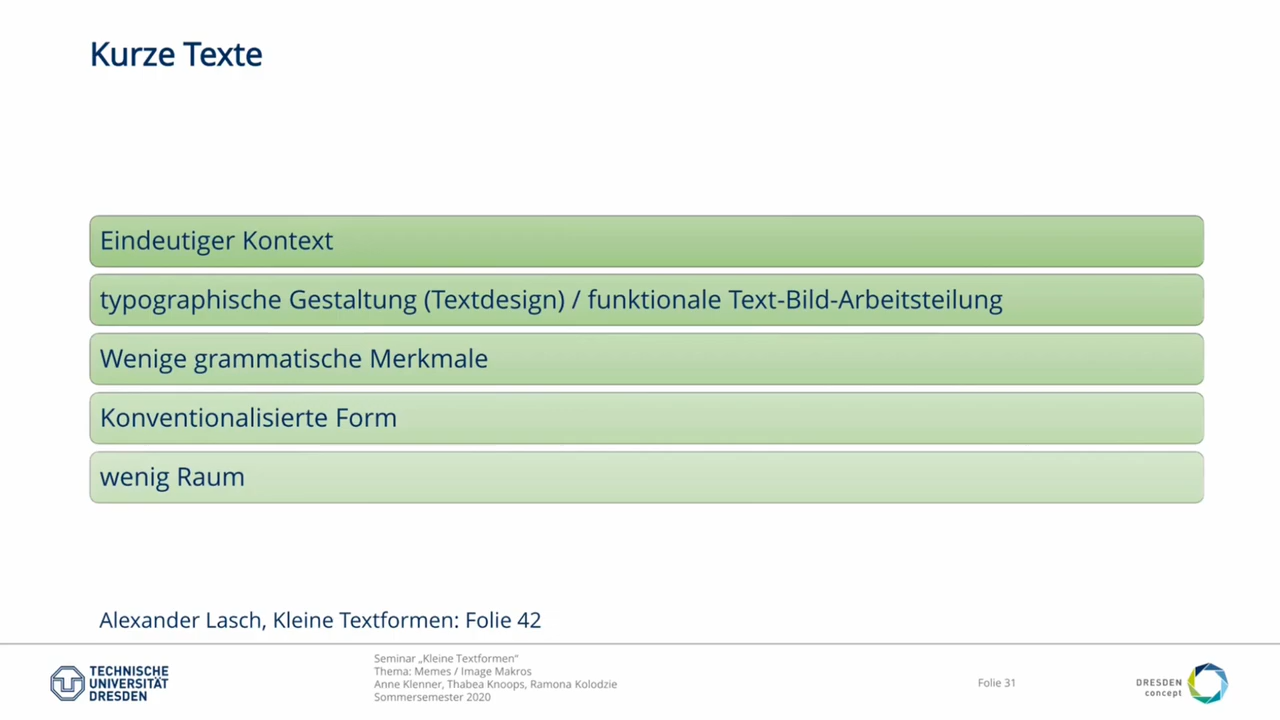 Kurze Texte
Eindeutiger Kontext
typographische Gestaltung (Textdesign) / funktionale Text-Bild-Arbeitsteilung
Wenige grammatische Merkmale
Konventionalisierte Form
wenig Raum
Alexander Lasch, Kleine Textformen: Folie 42
TECHNISCHE
UNIVERSITÄT
DRESDEN
Seminar „Kleine Textformen“
Thema: Memes / Image Makros
Anne Klenner, Thabea Knoops, Ramona Kolodzie
Sommersemester 2020
Folie 31
DRESDEN
concept